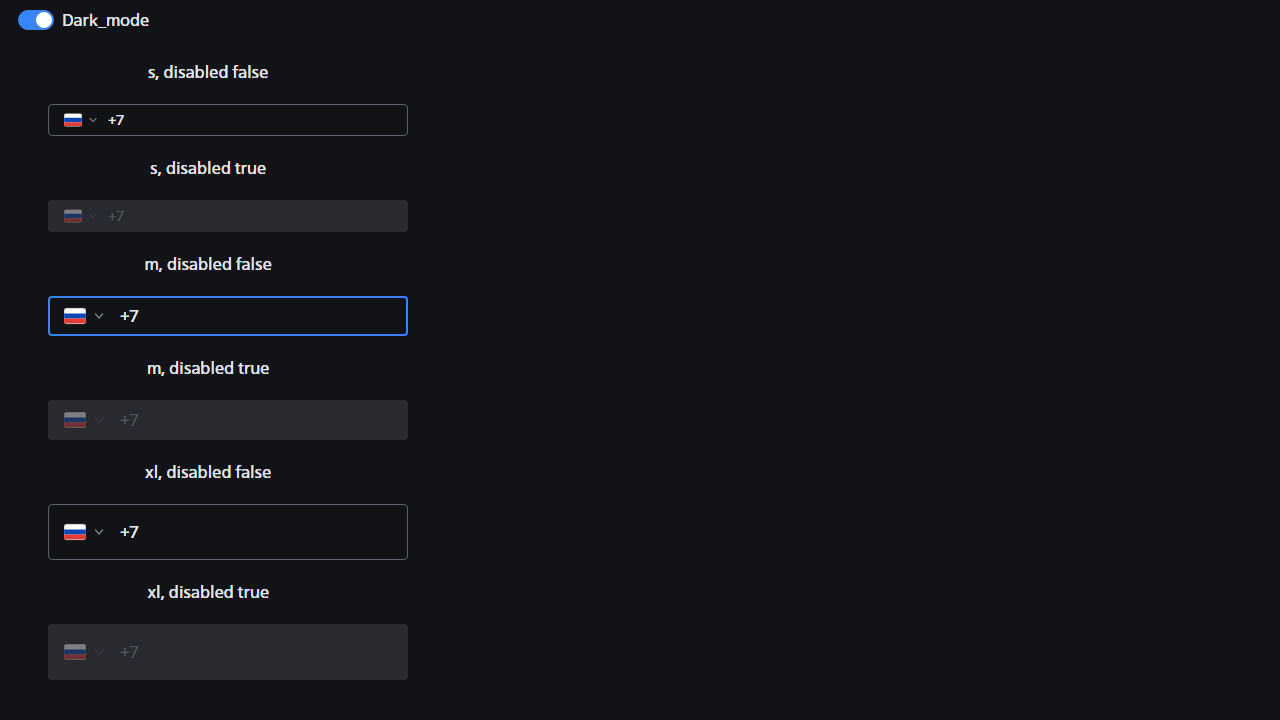 Dark_mode
s, disabled false
+7
s, disabled true
+7
m, disabled false
+7
m, disabled true
+7
xl, disabled false
+7
xl, disabled true
+7